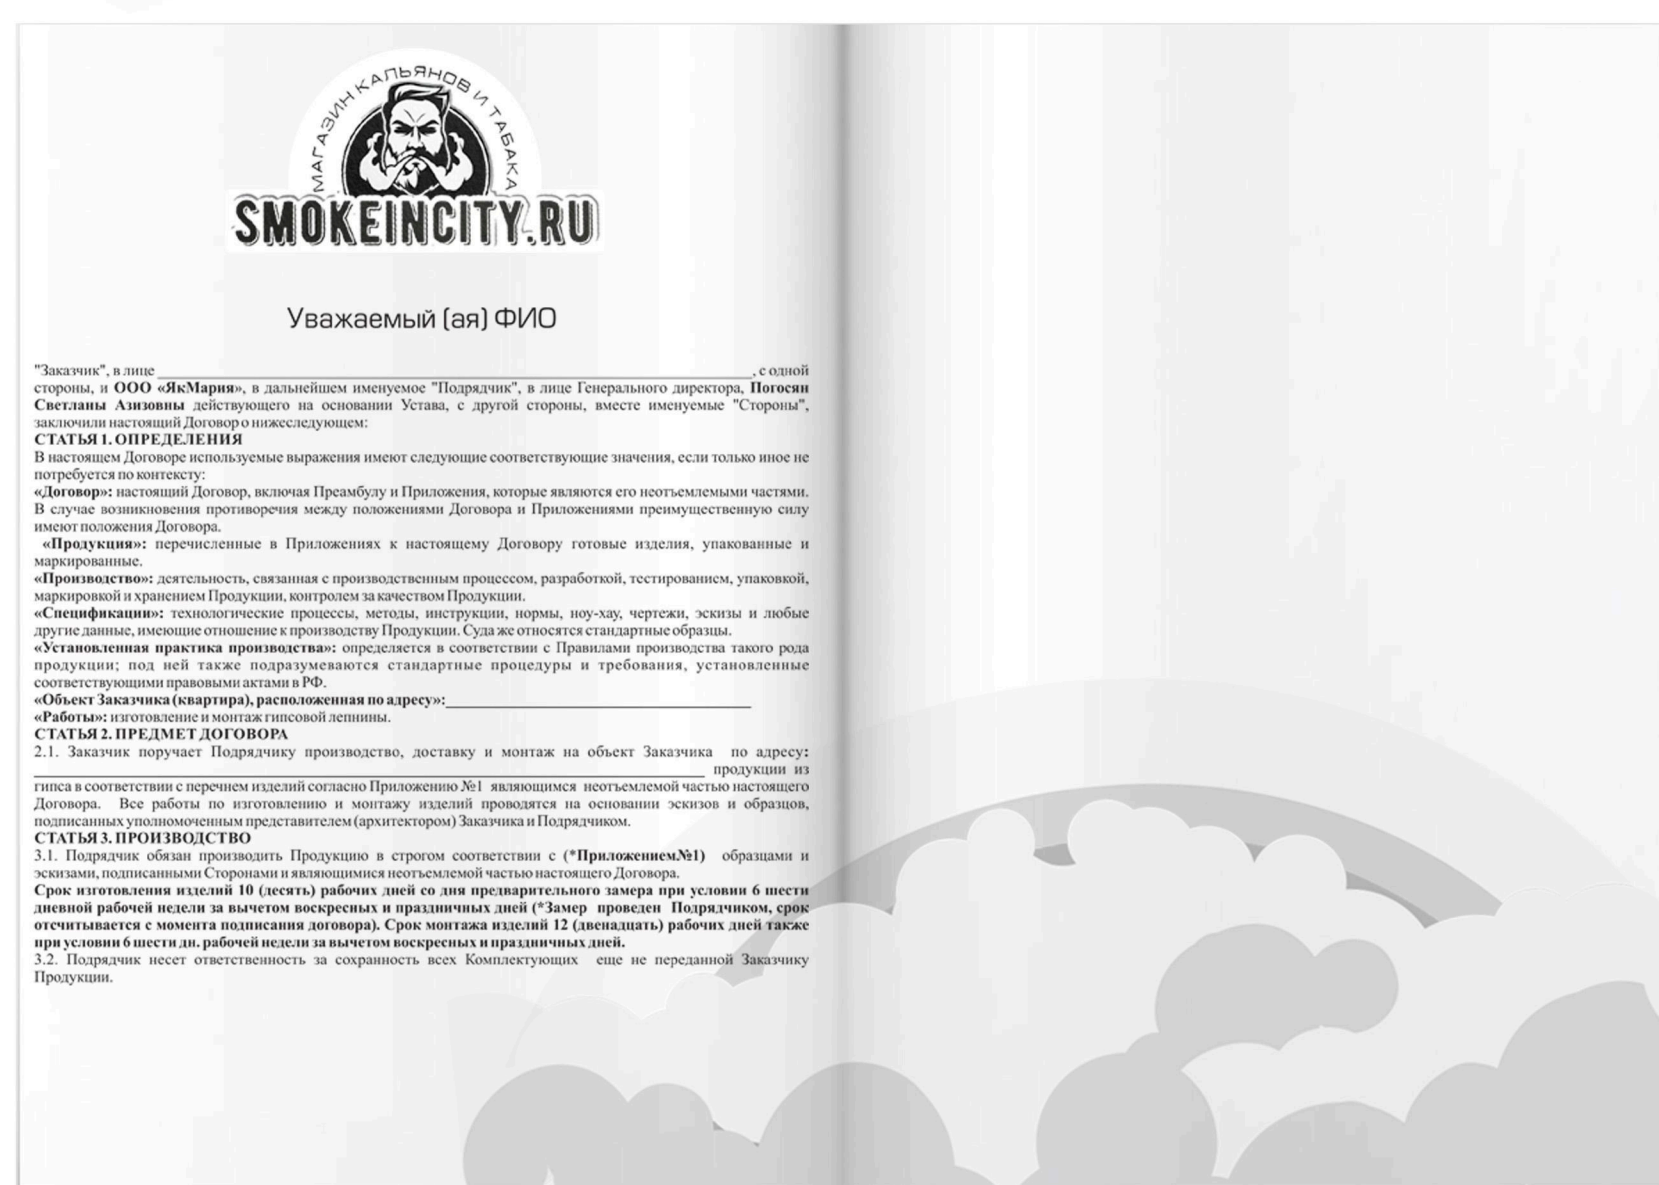 МАГАЗИН КАЛЬЯНОВ И ТАБАКА
SMOKEINCITY.RU
Уважаемый (ая) ФИО
"Заказчик", в лице ______, с одной
стороны, и ООО «ЯкМария», в дальнейшем именуемое "Подрядчик", в лице Генерального директора, Погосян
Светланы Азизовны действующего на основании Устава, с другой стороны, вместе именуемые "Стороны",
заключили настоящий Договор о нижеследующем:
СТАТЬЯ 1. ОПРЕДЕЛЕНИЯ
В настоящем Договоре используемые выражения имеют следующие соответствующие значения, если только иное не
потребуется по контексту:
«Договор»: настоящий Договор, включая Преамбулу и Приложения, которые являются его неотъемлемыми частями.
В случае возникновения противоречия между положениями Договора и Приложениями преимущественную силу
имеют положения Договора.
«Продукция»: перечисленные в Приложениях к настоящему Договору готовые изделия, упакованные и
маркированные.
«Производство»: деятельность, связанная с производственным процессом, разработкой, тестированием, упаковкой,
маркировкой и хранением Продукции, контролем за качеством Продукции.
«Спецификации»: технологические процессы, методы, инструкции, нормы, ноу-хау, чертежи, эскизы и любые
другие данные, имеющие отношение к производству Продукции. Суда же относятся стандартные образцы.
«Установленная практика производства»: определяется в соответствии с Правилами производства такого рода
продукции; под ней также подразумеваются стандартные процедуры и требования, установленные
соответствующими правовыми актами в РФ.
«Объект Заказчика (квартира), расположенная по адресу»:______
«Работы»: изготовление и монтаж гипсовой лепнины.
СТАТЬЯ 2. ПРЕДМЕТ ДОГОВОРА
2.1. Заказчик поручает Подрядчику производство, доставку и монтаж на объект Заказчика по адресу:
______ продукции из
гипса в соответствии с перечнем изделий согласно Приложению №1 являющимся неотъемлемой частью настоящего
Договора. Все работы по изготовлению и монтажу изделий проводятся на основании эскизов и образцов,
подписанных уполномоченным представителем (архитектором) Заказчика и Подрядчиком.
СТАТЬЯ 3. ПРОИЗВОДСТВО
3.1. Подрядчик обязан производить Продукцию в строгом соответствии с (*Приложением№1) образцами и
эскизами, подписанными Сторонами и являющимися неотъемлемой частью настоящего Договора.
Срок изготовления изделий 10 (десять) рабочих дней со дня предварительного замера при условии 6 шести
дневной рабочей недели за вычетом воскресных и праздничных дней (*Замер проведен Подрядчиком, срок
отсчитывается с момента подписания договора). Срок монтажа изделий 12 (двенадцать) рабочих дней также
при условии 6 шести дн. рабочей недели за вычетом воскресных и праздничных дней.
3.2. Подрядчик несет ответственность за сохранность всех Комплектующих еще не переданной Заказчику
Продукции.